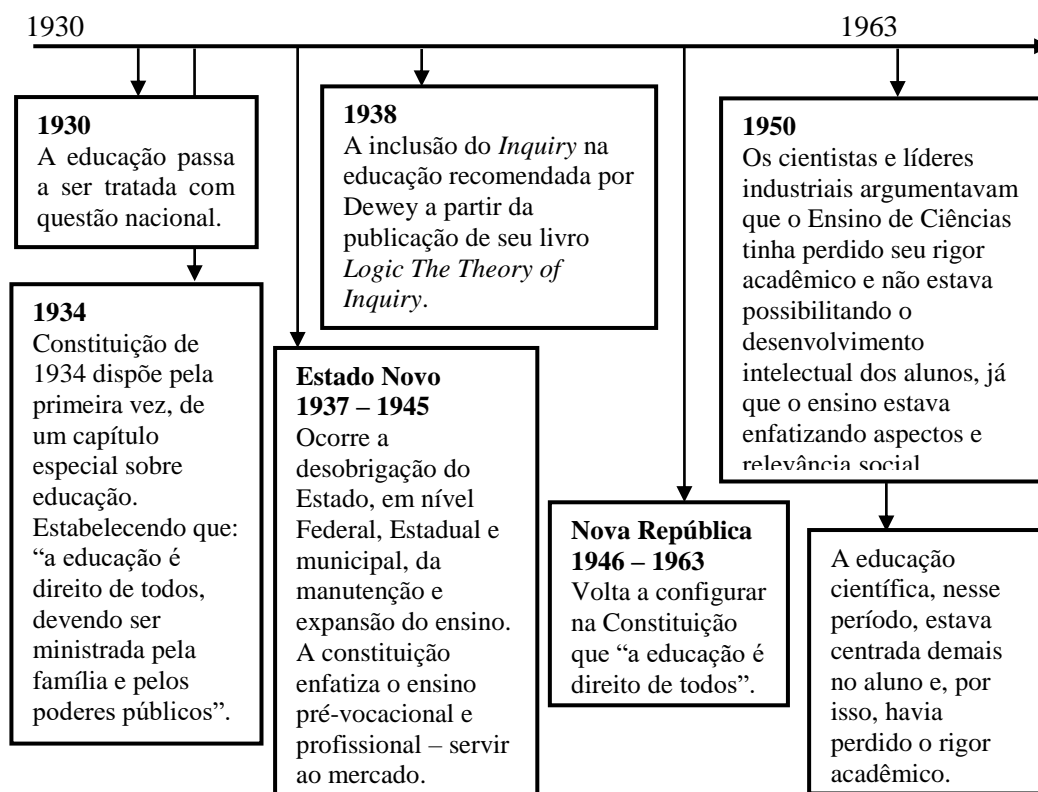 1930
1963
1930
A educação passa
a ser tratada com
questão nacional.
1934
Constituição de
1934 dispõe pela
primeira vez, de
um capítulo
especial sobre
educação.
Estabelecendo que:
“a educação é
direito de todos,
devendo ser
ministrada pela
família e pelos
poderes públicos”.
Estado Novo
1937 – 1945
Ocorre a
desobrigação do
Estado, em nível
Federal, Estadual e
municipal, da
manutenção e
expansão do ensino.
A constituição
enfatiza o ensino
pré-vocacional e
profissional – servir
ao mercado.
1938
A inclusão do Inquiry na
educação recomendada por
Dewey a partir da
publicação de seu livro
Logic The Theory of
Inquiry.
Nova República
1946 – 1963
Volta a configurar
na Constituição
que “a educação é
direito de todos”.
1950
Os cientistas e líderes
industriais argumentavam
que o Ensino de Ciências
tinha perdido seu rigor
acadêmico e não estava
possibilitando o
desenvolvimento
intelectual dos alunos, já
que o ensino estava
enfatizando aspectos e
relevância social
A educação
científica, nesse
período, estava
centrada demais
no aluno e, por
isso, havia
perdido o rigor
acadêmico.